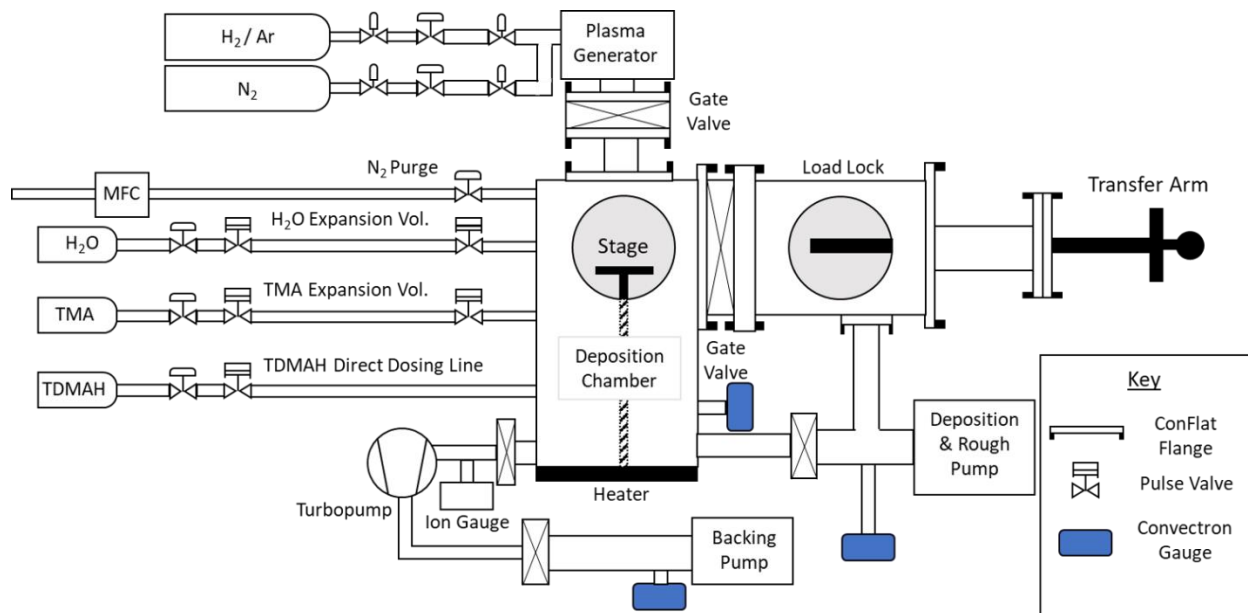 H₂ / Ar
N₂
Plasma
Generator
Gate
Valve
N₂ Purge
MFC
Load Lock
Transfer Arm
H₂O Expansion Vol.
H₂O
Stage
TMA Expansion Vol.
TMA
Deposition
Chamber
TDMAH Direct Dosing Line
TDMAH
Gate
Valve
Key
ConFlat
Flange
Pulse Valve
Convectron
Gauge
Deposition
& Rough
Pump
Heater
Turbopump
Ion Gauge
Backing
Pump